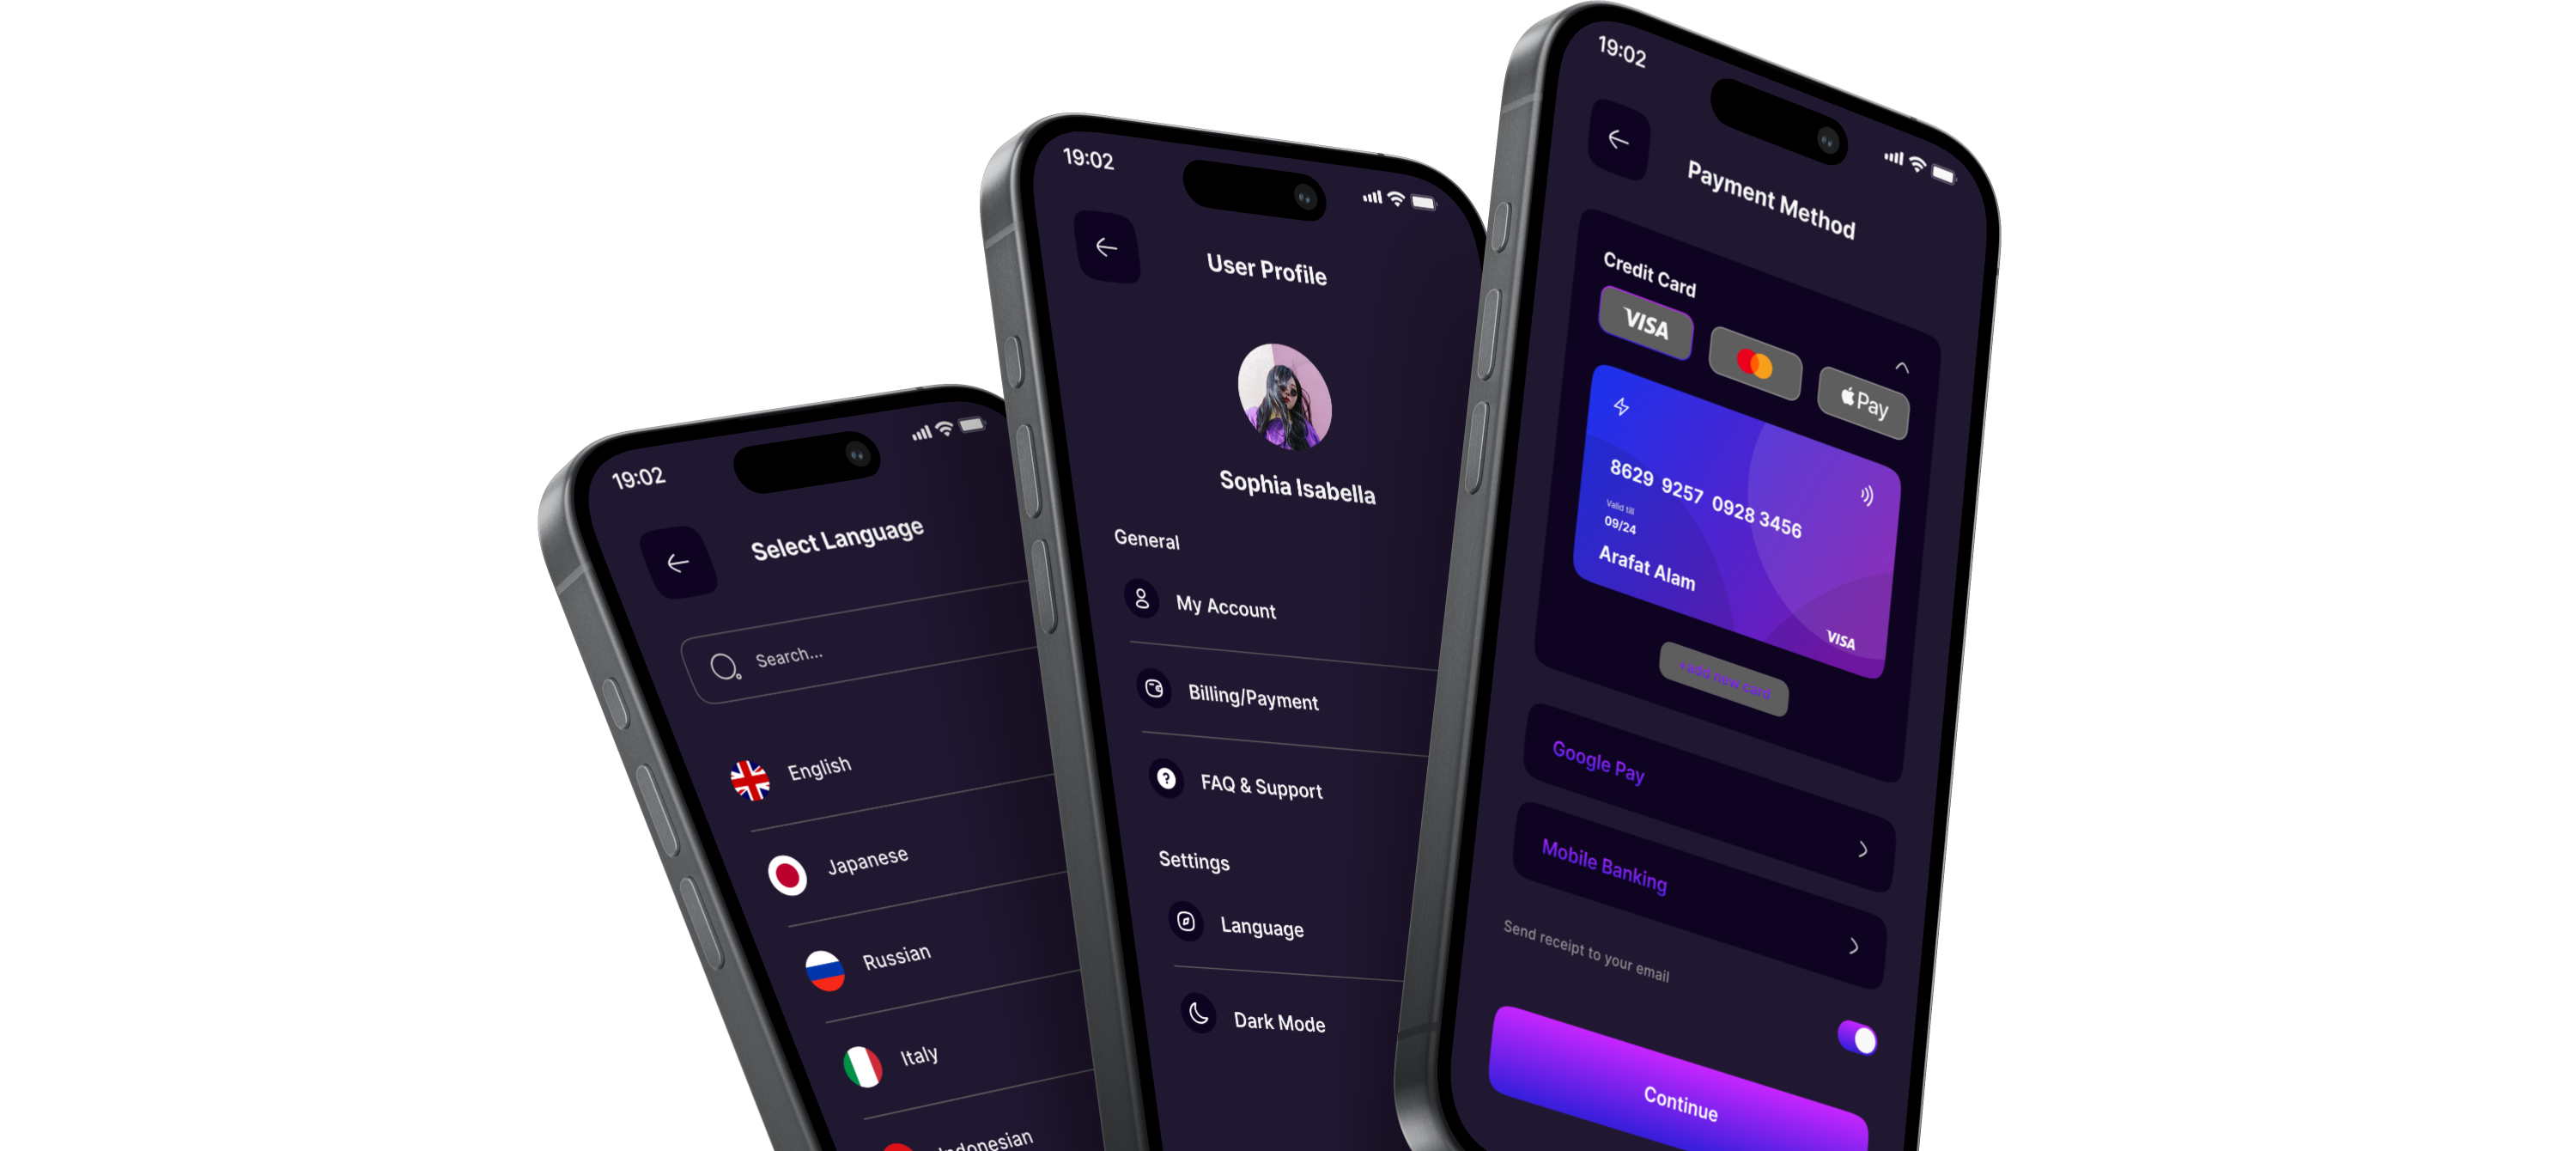 19:02
Select Language
Search...
English
Japanese
Russian
Italy
Indonesian
19:02
User Profile
Sophia Isabella
General
My Account
Billing/Payment
FAQ & Support
Settings
Language
Dark Mode
19:02
Payment Method
Credit Card
VISA
Pay
8629 9257 0928 3456
Valid till
09/24
Arafat Alam
VISA
+add new card
Google Pay
Mobile Banking
Send receipt to your email
Continue